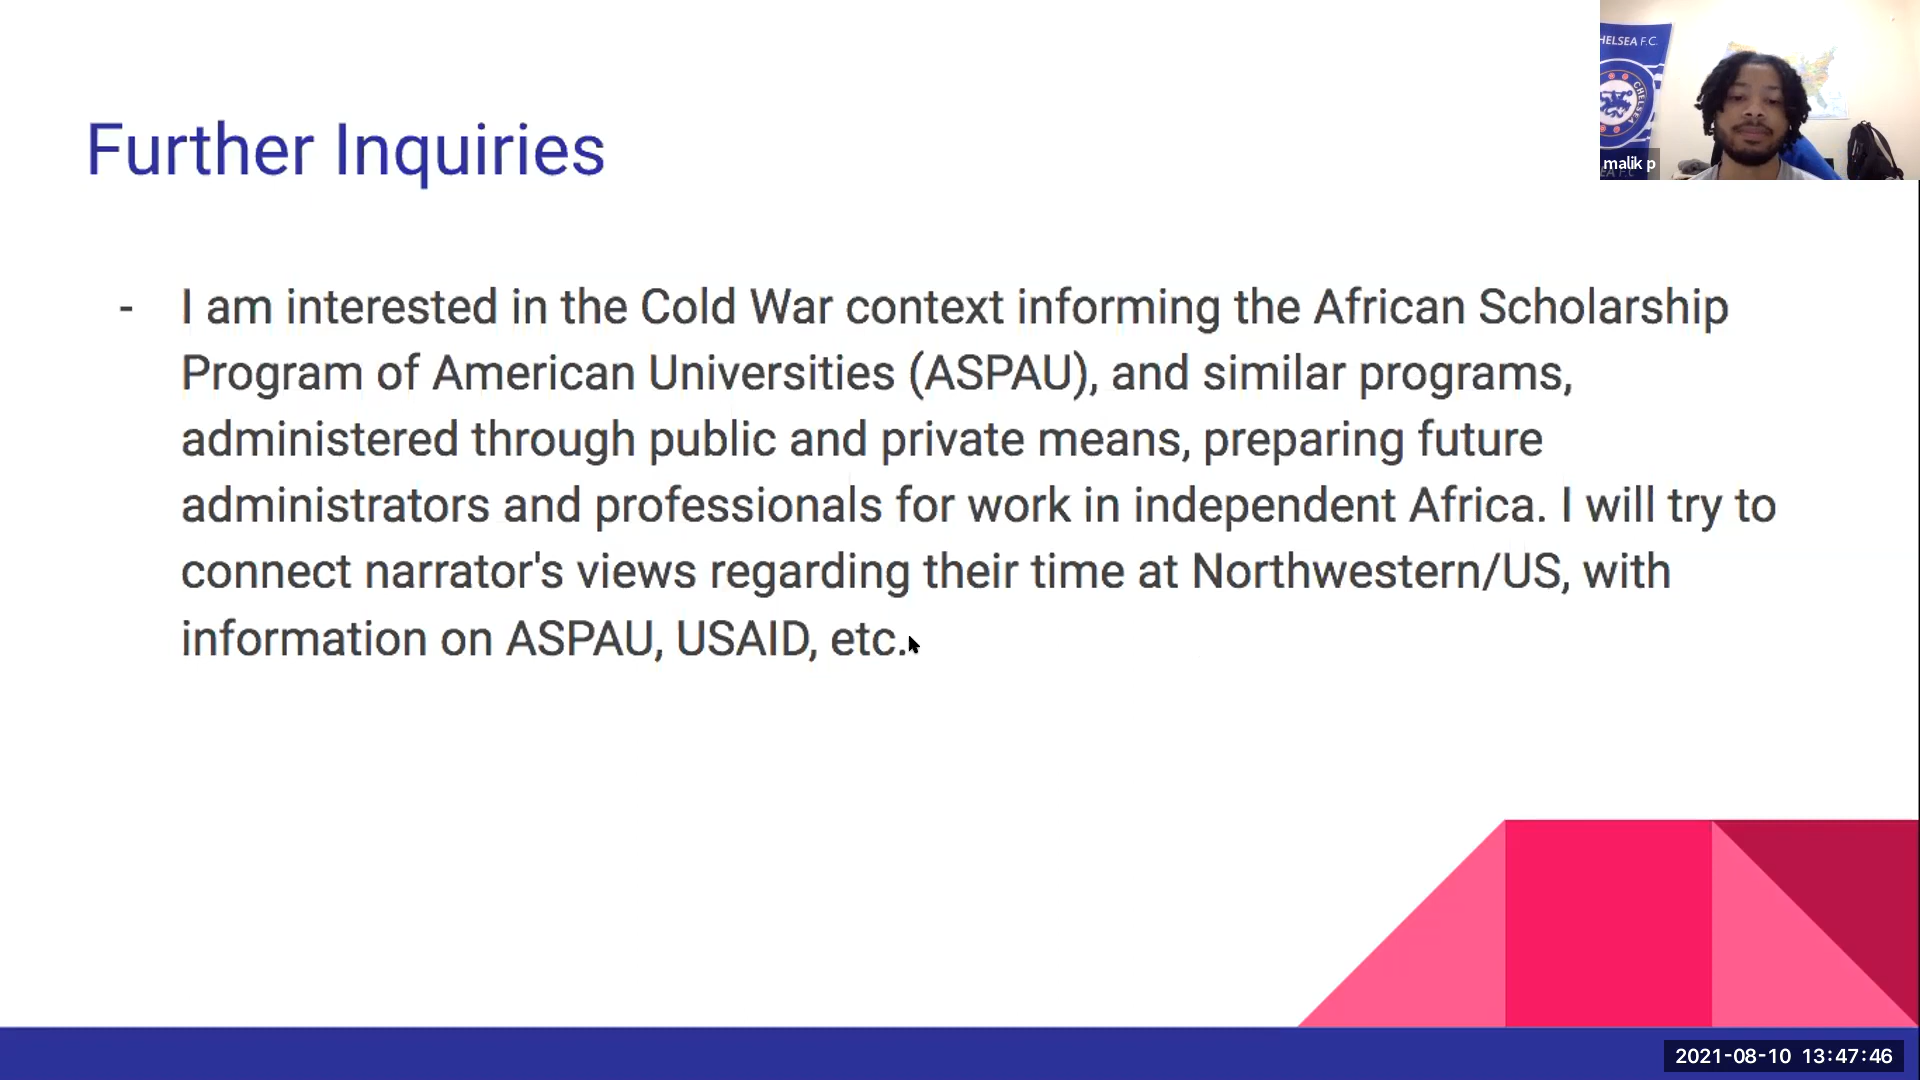 HELSEA F.C.
CHELSEA
malik p
EA F.C
Further Inquiries
- I am interested in the Cold War context informing the African Scholarship
Program of American Universities (ASPAU), and similar programs,
administered through public and private means, preparing future
administrators and professionals for work in independent Africa. I will try to
connect narrator's views regarding their time at Northwestern/US, with
information on ASPAU, USAID, etc.
2021-08-10 13:47:46